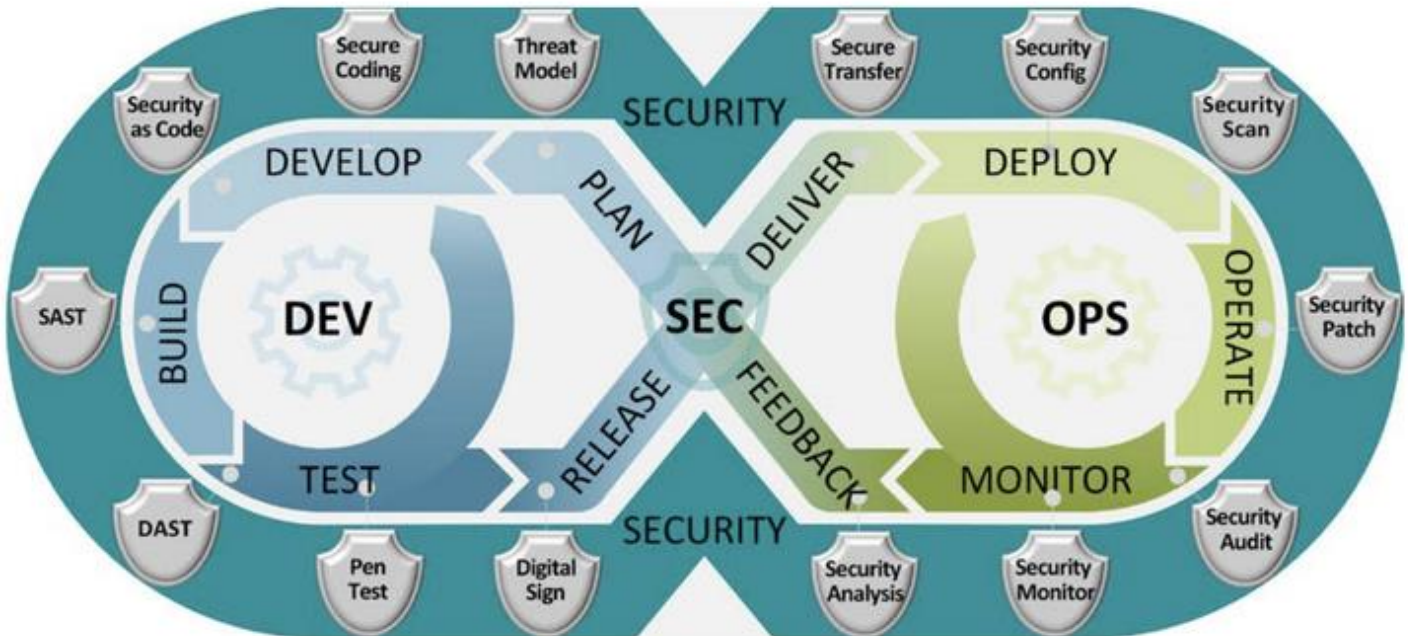 Secure
Coding
Threat
Model
Secure
Transfer
Security
Config
Security
as Code
SECURITY
Security
Scan
DEVELOP
PLAN
DELIVER
DEPLOY
SAST
BUILD
DEV
SEC
OPS
OPERATE
Security
Patch
TEST
RELEASE
FEEDBACK
MONITOR
DAST
SECURITY
Security
Audit
Pen
Test
Digital
Sign
Security
Analysis
Security
Monitor